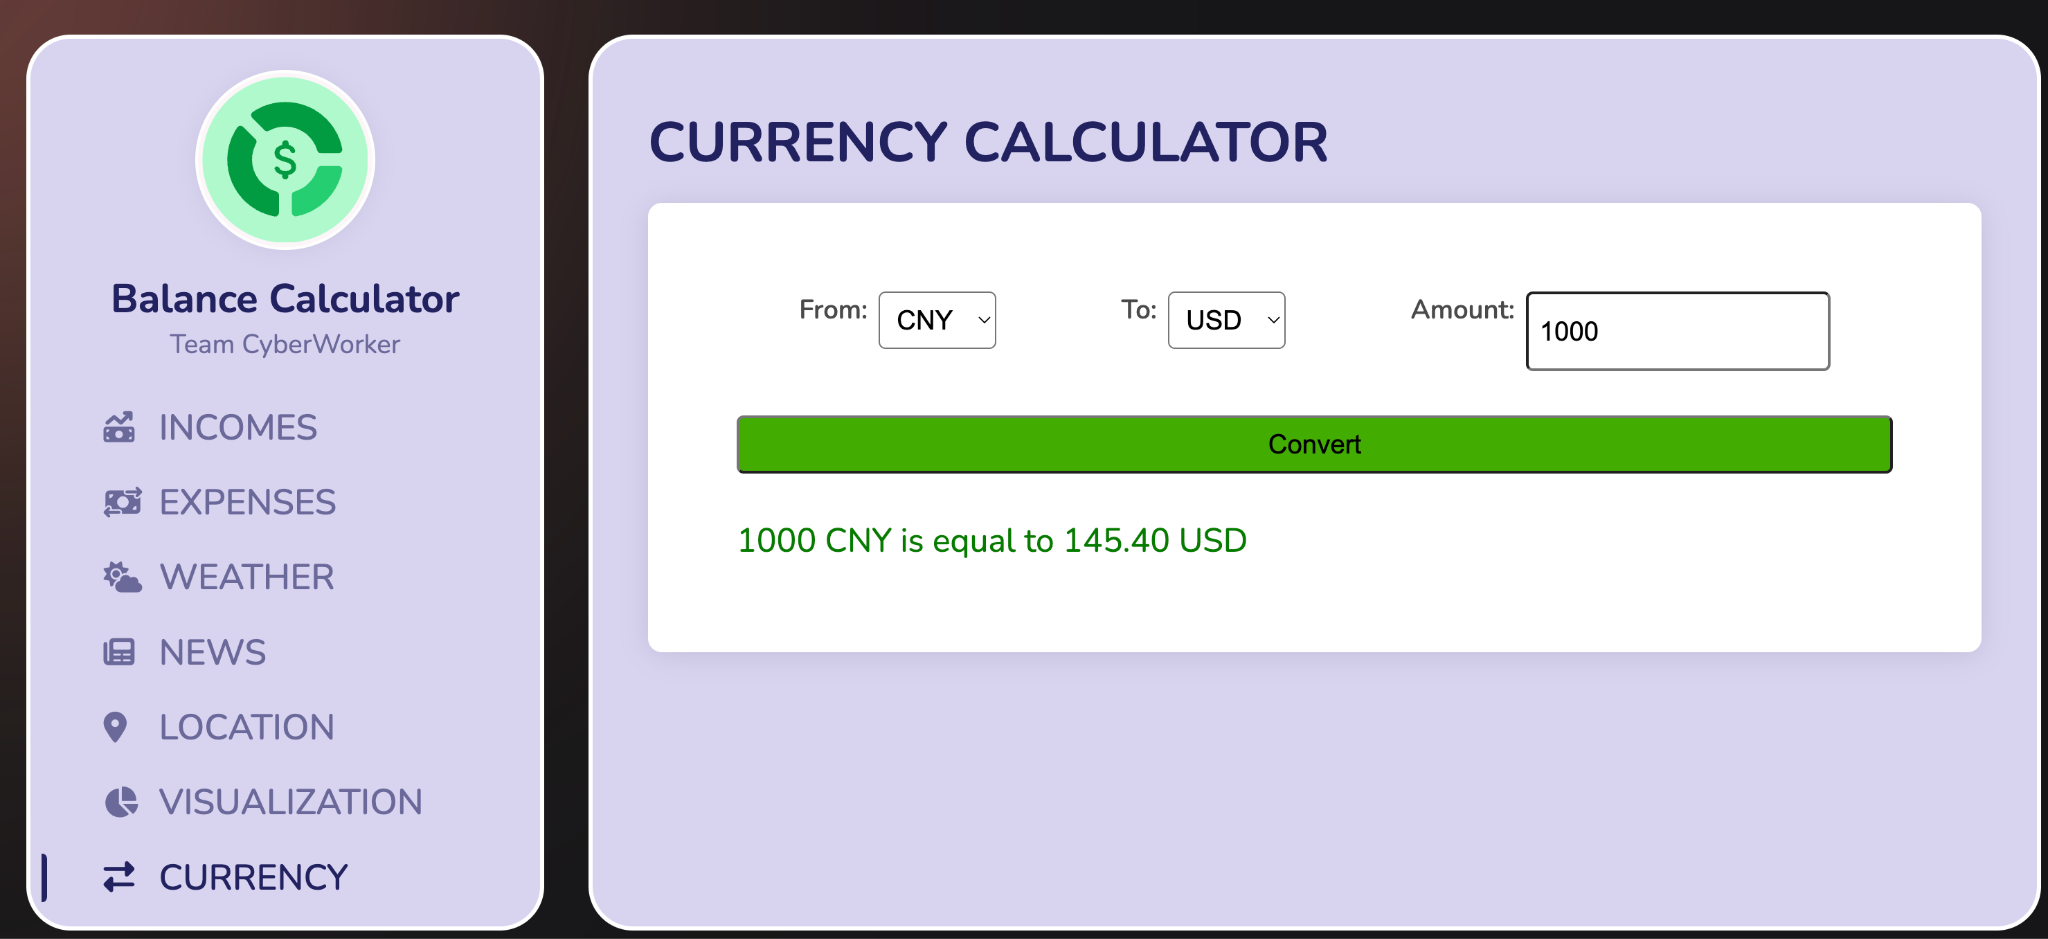 $
Balance Calculator
Team CyberWorker
INCOMES
EXPENSES
WEATHER
NEWS
LOCATION
VISUALIZATION
CURRENCY
CURRENCY CALCULATOR
From: CNY To: USD Amount: 1000
Convert
1000 CNY is equal to 145.40 USD